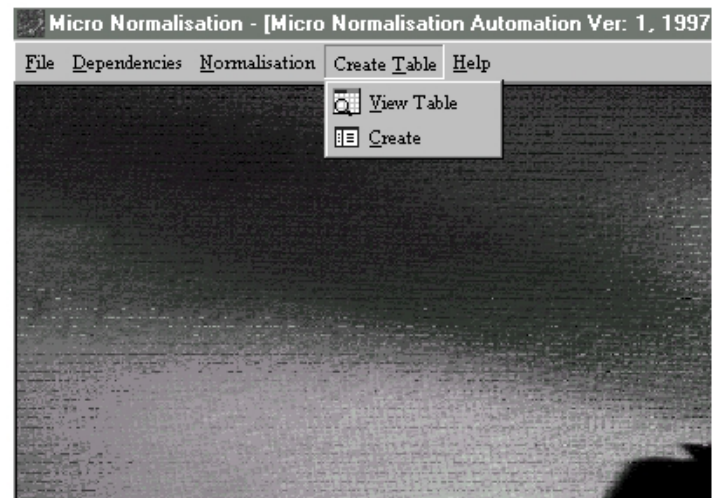 Micro Normalisation - [Micro Normalisation Automation Ver: 1, 1997
File Dependencies Normalisation Create Table Help
View Table
Create